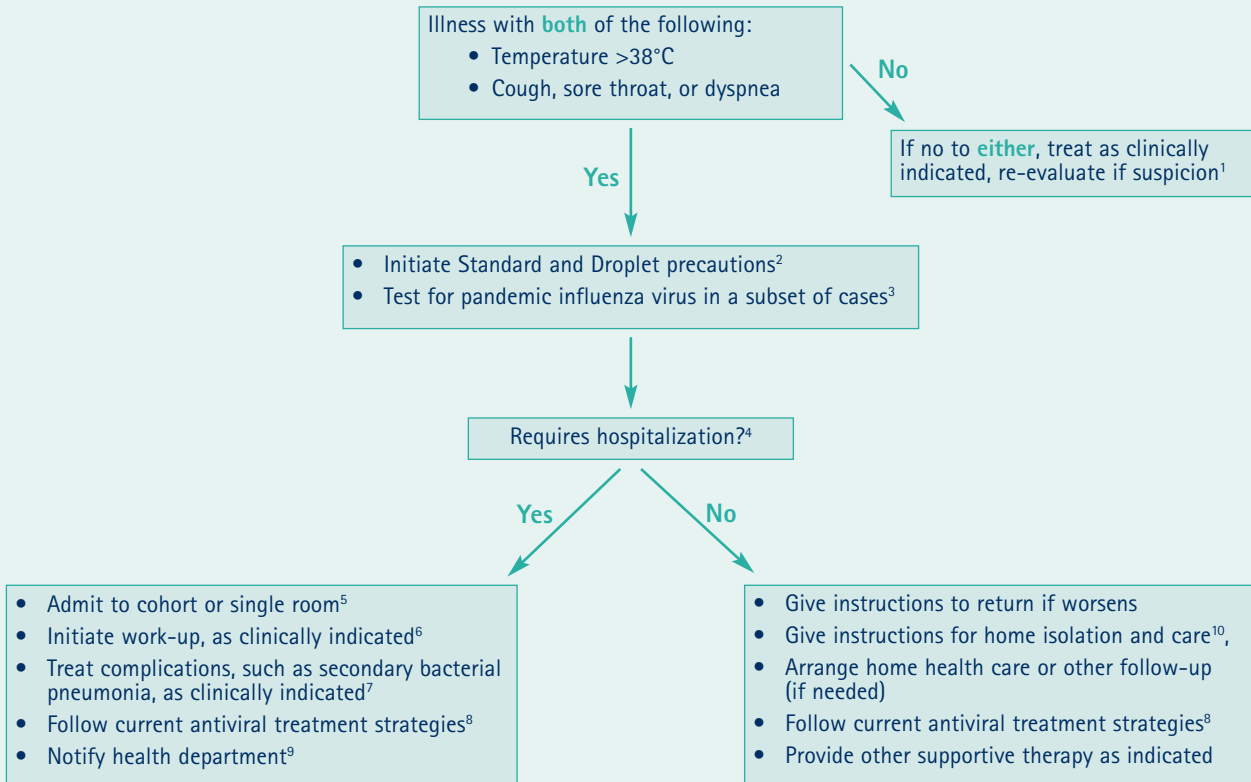 Illness with both of the following:
• Temperature >38°C
• Cough, sore throat, or dyspnea
No
If no to either, treat as clinically
indicated, re-evaluate if suspicion¹
Yes
• Initiate Standard and Droplet precautions²
• Test for pandemic influenza virus in a subset of cases³
Requires hospitalization?⁴
Yes
No
• Admit to cohort or single room⁵
• Initiate work-up, as clinically indicated⁶
• Treat complications, such as secondary bacterial
pneumonia, as clinically indicated⁷
• Follow current antiviral treatment strategies⁸
• Notify health department⁹
• Give instructions to return if worsens
• Give instructions for home isolation and care¹⁰,
• Arrange home health care or other follow-up
(if needed)
• Follow current antiviral treatment strategies⁸
• Provide other supportive therapy as indicated